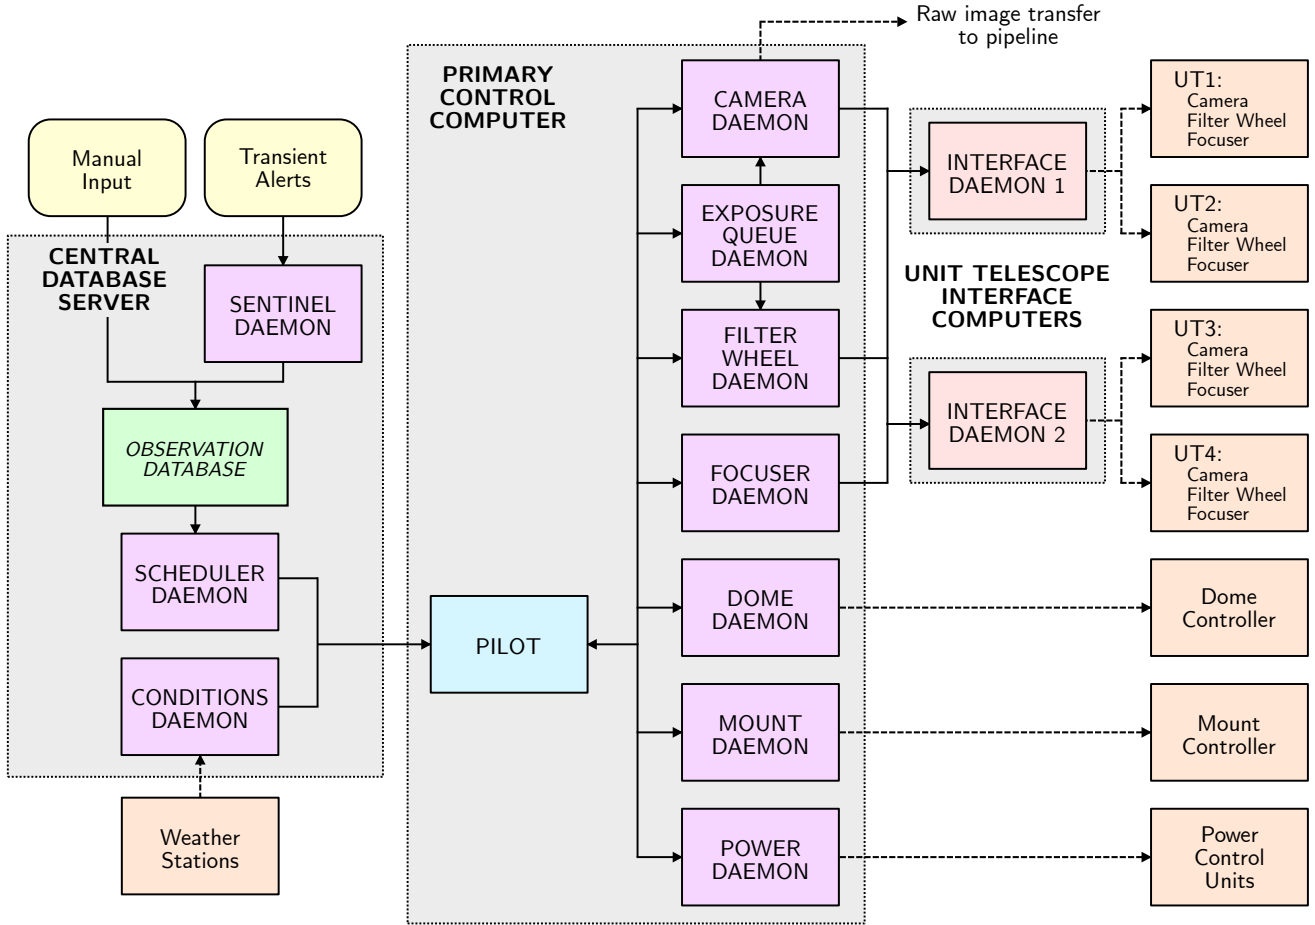 Raw image transfer
to pipeline
PRIMARY
CONTROL
COMPUTER
CAMERA
DAEMON
UT1:
Camera
Filter Wheel
Focuser
Manual
Input
Transient
Alerts
INTERFACE
DAEMON 1
EXPOSURE
QUEUE
DAEMON
UT2:
Camera
Filter Wheel
Focuser
CENTRAL
DATABASE
SERVER
SENTINEL
DAEMON
UNIT TELESCOPE
INTERFACE
COMPUTERS
FILTER
WHEEL
DAEMON
UT3:
Camera
Filter Wheel
Focuser
INTERFACE
DAEMON 2
OBSERVATION
DATABASE
FOCUSER
DAEMON
UT4:
Camera
Filter Wheel
Focuser
SCHEDULER
DAEMON
DOME
DAEMON
Dome
Controller
PILOT
CONDITIONS
DAEMON
MOUNT
DAEMON
Mount
Controller
Weather
Stations
POWER
DAEMON
Power
Control
Units